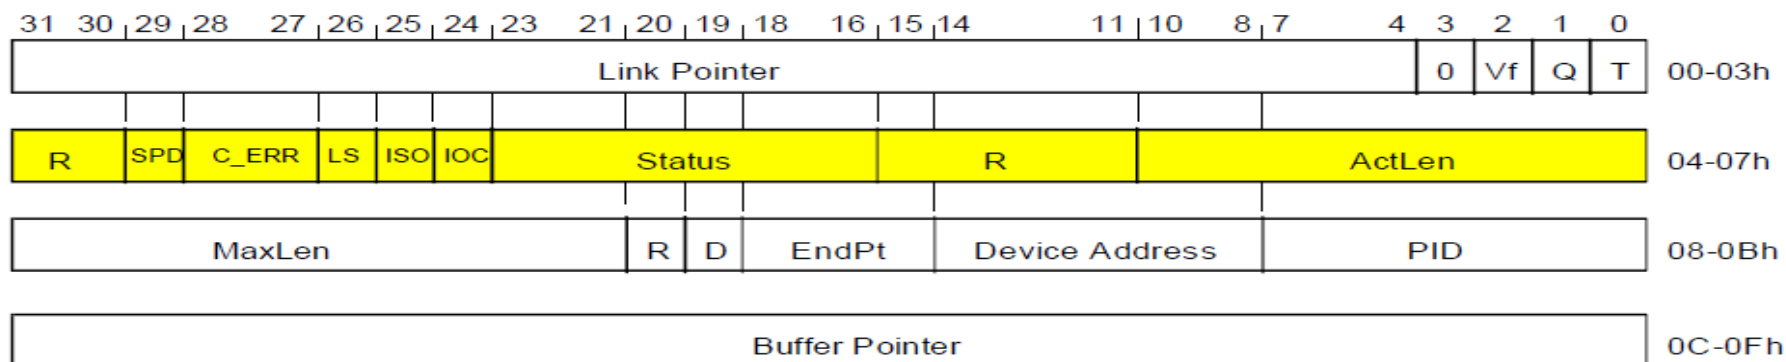 31 30 29 28 27 26 25 24 23 21 20 19 18 16 15 14 11 10 8 7 4 3 2 1 0
Link Pointer 0 Vf Q T 00-03h
R SPD C_ERR LS ISO IOC Status R ActLen 04-07h
MaxLen R D EndPt Device Address PID 08-0Bh
Buffer Pointer 0C-0Fh